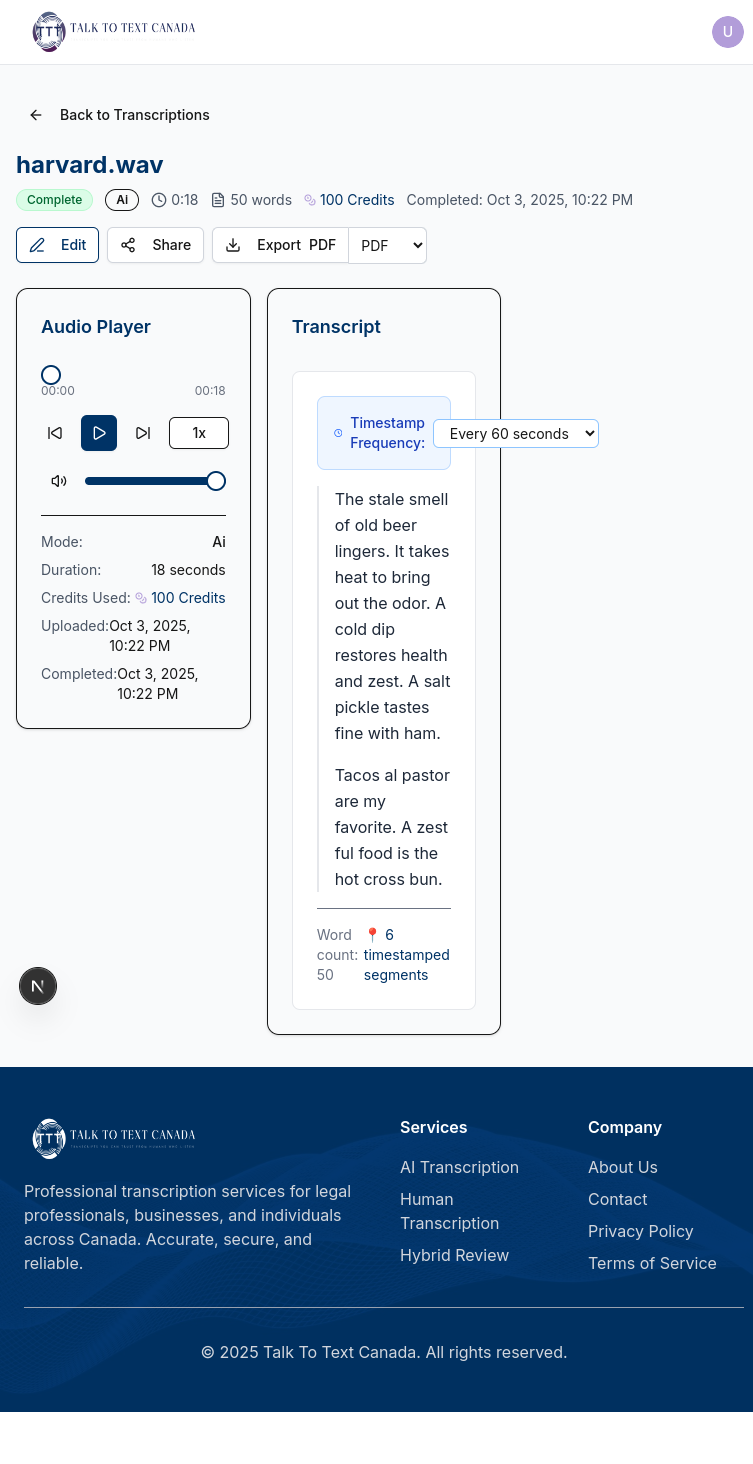 TTT TALK TO TEXT CANADA
U
Back to Transcriptions
harvard.wav
Complete Ai 0:18 50 words 100 Credits Completed: Oct 3, 2025, 10:22 PM
Edit Share Export PDF PDF
Audio Player
00:00 00:18
1x
Mode: Ai
Duration: 18 seconds
Credits Used: 100 Credits
Uploaded: Oct 3, 2025,
10:22 PM
Completed: Oct 3, 2025,
10:22 PM
Transcript
Timestamp
Frequency:
Every 60 seconds
The stale smell
of old beer
lingers. It takes
heat to bring
out the odor. A
cold dip
restores health
and zest. A salt
pickle tastes
fine with ham.
Tacos al pastor
are my
favorite. A zest
ful food is the
hot cross bun.
Word
count:
50
📍 6
timestamped
segments
N
TTT TALK TO TEXT CANADA
Professional transcription services for legal
professionals, businesses, and individuals
across Canada. Accurate, secure, and
reliable.
Services
AI Transcription
Human
Transcription
Hybrid Review
Company
About Us
Contact
Privacy Policy
Terms of Service
© 2025 Talk To Text Canada. All rights reserved.